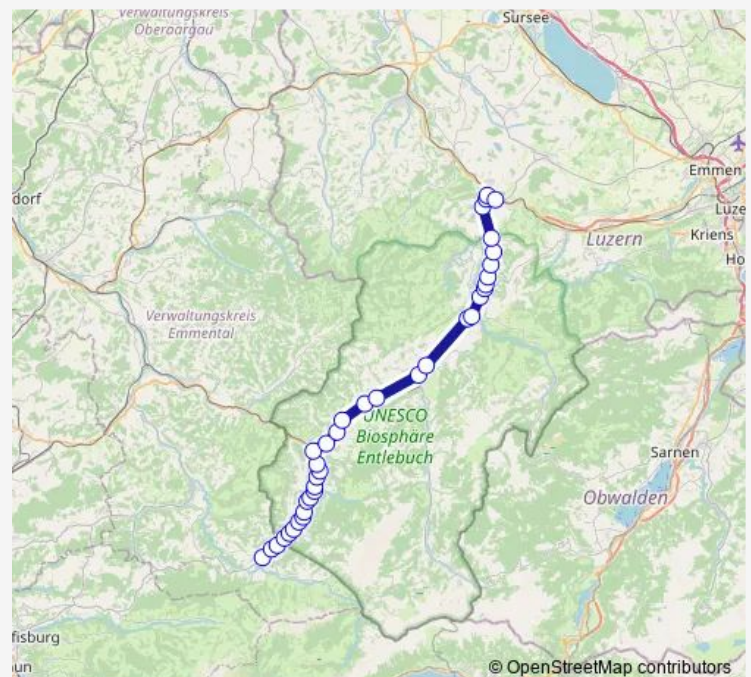 Verwaltungskreis
Oberaargau
Sursee
Emmen
dorf
Luze
Luzern
Kriens
Ho
Verwaltungskreis
Emmental
UNESCO
Biosphäre
Entlebuch
Sarnen
Obwalden
fisburg
un
© OpenStreetMap contributors